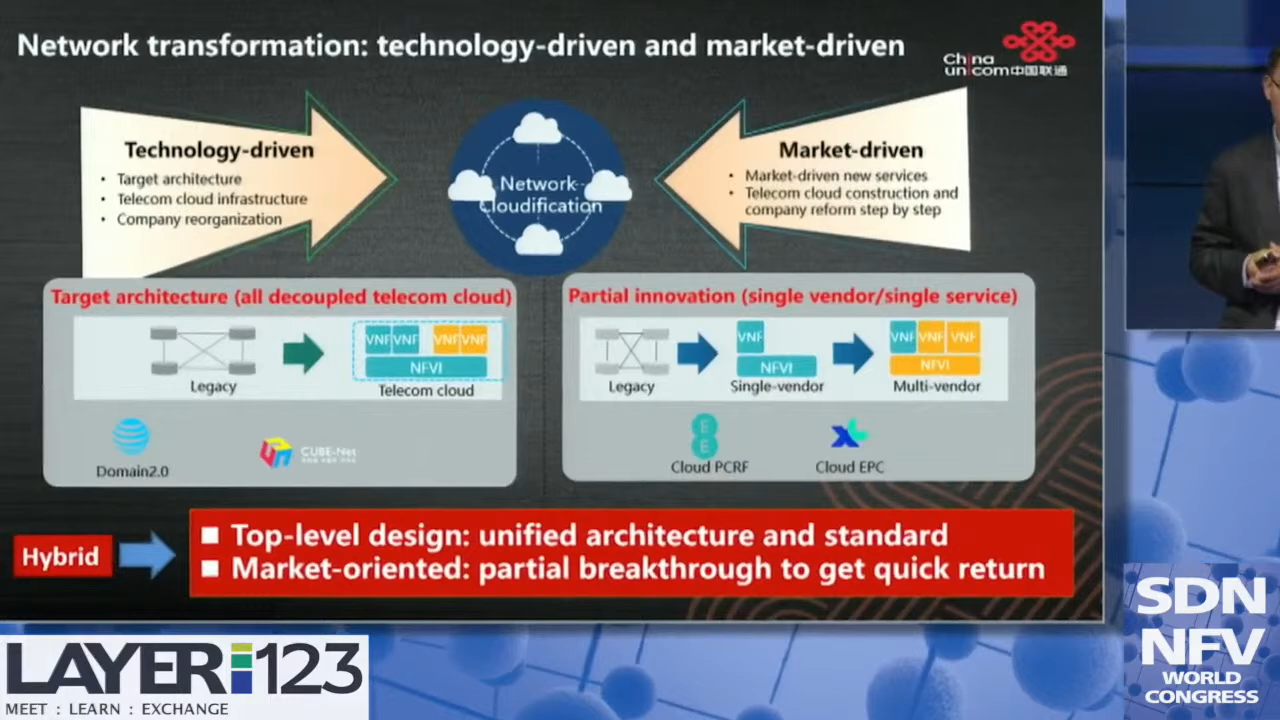 Network transformation: technology-driven and market-driven
China
unicom中国联通
Technology-driven
• Target architecture
• Telecom cloud infrastructure
• Company reorganization
Network
Cloudification
Market-driven
• Market-driven new services
• Telecom cloud construction and
company reform step by step
Target architecture (all decoupled telecom cloud)
VNF VNF VNF VNF
NFVI
Legacy
Telecom cloud
Domain2.0
CUBE-Net
Partial innovation (single vendor/single service)
VNF
NFVI
VNF VNF VNF
NFVI
Legacy
Single-vendor
Multi-vendor
E
E
Cloud PCRF
Cloud EPC
Hybrid
Top-level design: unified architecture and standard
Market-oriented: partial breakthrough to get quick return
LAYER123
MEET : LEARN : EXCHANGE
SDN
NFV
WORLD
CONGRESS